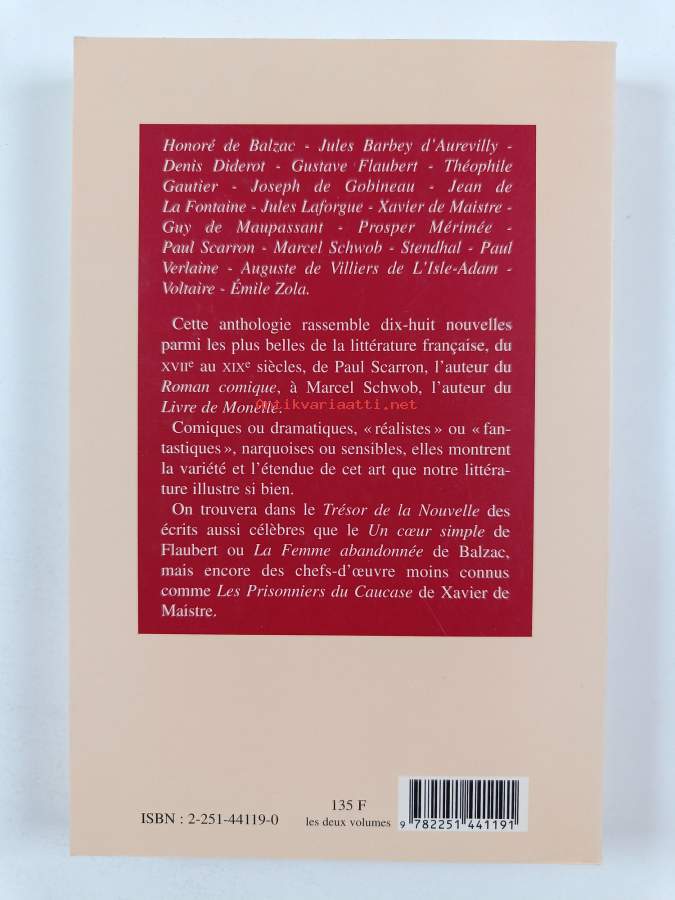 Honoré de Balzac - Jules Barbey d'Aurevilly -
Denis Diderot - Gustave Flaubert - Théophile
Gautier - Joseph de Gobineau - Jean de
La Fontaine - Jules Laforgue - Xavier de Maistre -
Guy de Maupassant - Prosper Mérimée -
Paul Scarron - Marcel Schwob - Stendhal - Paul
Verlaine - Auguste de Villiers de L'Isle-Adam -
Voltaire - Émile Zola.
Cette anthologie rassemble dix-huit nouvelles
parmi les plus belles de la littérature française, du
XVIIe au XIXe siècles, de Paul Scarron, l'auteur du
Roman comique, à Marcel Schwob, l'auteur du
Livre de Monelle.
Antikvariaatti.net
Comiques ou dramatiques, « réalistes » ou « fan-
tastiques », narquoises ou sensibles, elles montrent
la variété et l'étendue de cet art que notre littéra-
ture illustre si bien.
On trouvera dans le Trésor de la Nouvelle des
écrits aussi célèbres que le Un cœur simple de
Flaubert ou La Femme abandonnée de Balzac,
mais encore des chefs-d'œuvre moins connus
comme Les Prisonniers du Caucase de Xavier de
Maistre.
ISBN : 2-251-44119-0
135 F
les deux volumes
9 782251 441191